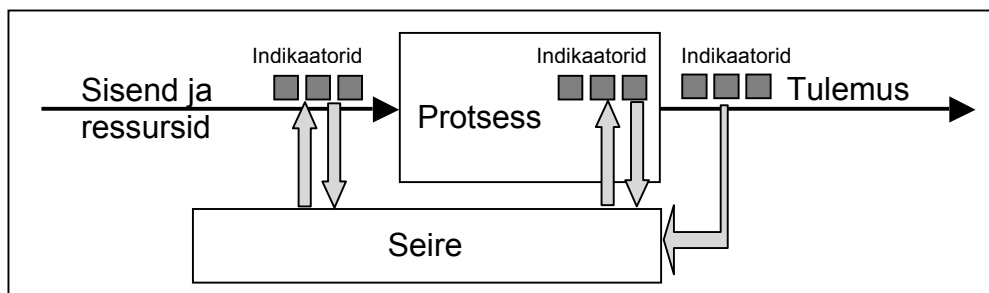 Indikaatorid
Indikaatorid
Indikaatorid
Sisend ja
ressursid
Protsess
Tulemus
Seire